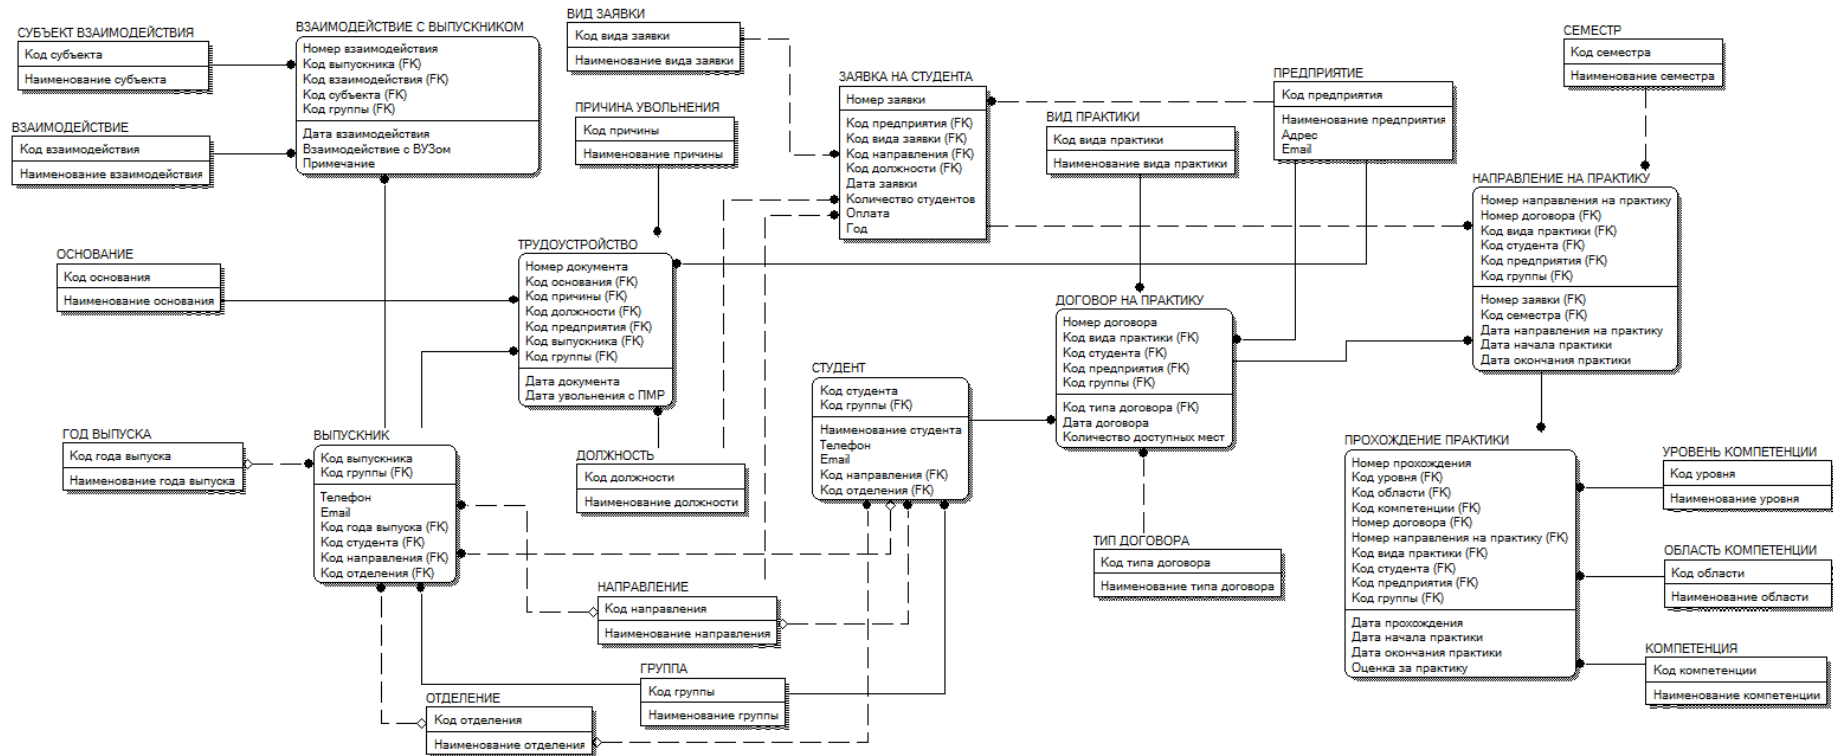 СУБЪЕКТ ВЗАИМОДЕЙСТВИЯ
Код субъекта
Наименование субъекта
ВЗАИМОДЕЙСТВИЕ
Код взаимодействия
Наименование взаимодействия
ВЗАИМОДЕЙСТВИЕ С ВЫПУСКНИКОМ
Номер взаимодействия
Код выпускника (FK)
Код взаимодействия (FK)
Код субъекта (FK)
Код группы (FK)
Дата взаимодействия
Взаимодействие с ВУЗом
Примечание
ВИД ЗАЯВКИ
Код вида заявки
Наименование вида заявки
ПРИЧИНА УВОЛЬНЕНИЯ
Код причины
Наименование причины
ЗАЯВКА НА СТУДЕНТА
Номер заявки
Код предприятия (FK)
Код вида заявки (FK)
Код направления (FK)
Код должности (FK)
Дата заявки
Количество студентов
Оплата
Год
ВИД ПРАКТИКИ
Код вида практики
Наименование вида практики
ПРЕДПРИЯТИЕ
Код предприятия
Наименование предприятия
Адрес
Email
СЕМЕСТР
Код семестра
Наименование семестра
НАПРАВЛЕНИЕ НА ПРАКТИКУ
Номер направления на практику
Номер договора (FK)
Код вида практики (FK)
Код студента (FK)
Код предприятия (FK)
Код группы (FK)
Номер заявки (FK)
Код семестра (FK)
Дата направления на практику
Дата начала практики
Дата окончания практики
ОСНОВАНИЕ
Код основания
Наименование основания
ТРУДОУСТРОЙСТВО
Номер документа
Код основания (FK)
Код причины (FK)
Код должности (FK)
Код предприятия (FK)
Код выпускника (FK)
Код группы (FK)
Дата документа
Дата увольнения с ПМР
ДОГОВОР НА ПРАКТИКУ
Номер договора
Код вида практики (FK)
Код студента (FK)
Код предприятия (FK)
Код группы (FK)
Код типа договора (FK)
Дата договора
Количество доступных мест
СТУДЕНТ
Код студента
Код группы (FK)
Наименование студента
Телефон
Email
Код направления (FK)
Код отделения (FK)
ГОД ВЫПУСКА
Код года выпуска
Наименование года выпуска
ВЫПУСКНИК
Код выпускника
Код группы (FK)
Телефон
Email
Код года выпуска (FK)
Код студента (FK)
Код направления (FK)
Код отделения (FK)
ДОЛЖНОСТЬ
Код должности
Наименование должности
ПРОХОЖДЕНИЕ ПРАКТИКИ
Номер прохождения
Код уровня (FK)
Код области (FK)
Код компетенции (FK)
Номер договора (FK)
Номер направления на практику (FK)
Код вида практики (FK)
Код студента (FK)
Код предприятия (FK)
Код группы (FK)
Дата прохождения
Дата начала практики
Дата окончания практики
Оценка за практику
УРОВЕНЬ КОМПЕТЕНЦИИ
Код уровня
Наименование уровня
ОБЛАСТЬ КОМПЕТЕНЦИИ
Код области
Наименование области
КОМПЕТЕНЦИЯ
Код компетенции
Наименование компетенции
ТИП ДОГОВОРА
Код типа договора
Наименование типа договора
НАПРАВЛЕНИЕ
Код направления
Наименование направления
ГРУППА
Код группы
Наименование группы
ОТДЕЛЕНИЕ
Код отделения
Наименование отделения